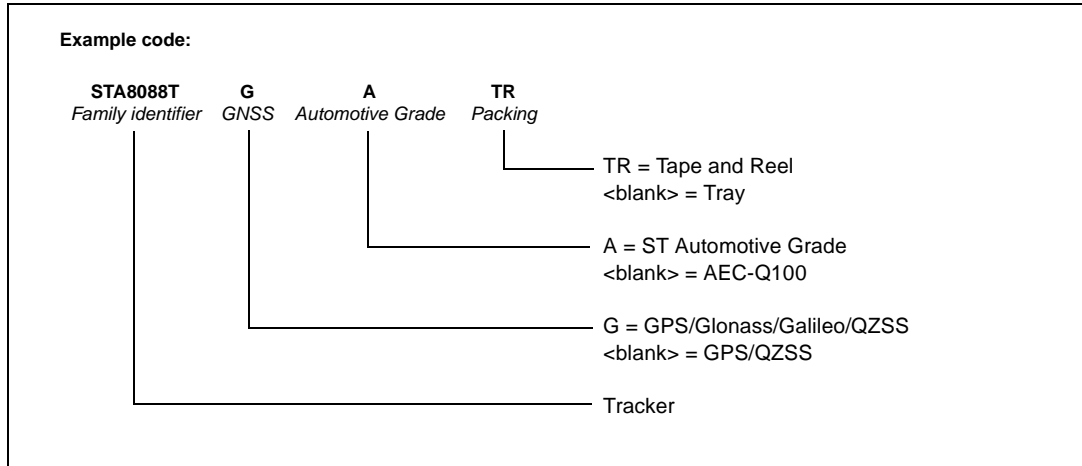 Example code:
STA8088T G A TR
Family identifier GNSS Automotive Grade Packing
TR = Tape and Reel
<blank> = Tray
A = ST Automotive Grade
<blank> = AEC-Q100
G = GPS/Glonass/Galileo/QZSS
<blank> = GPS/QZSS
Tracker